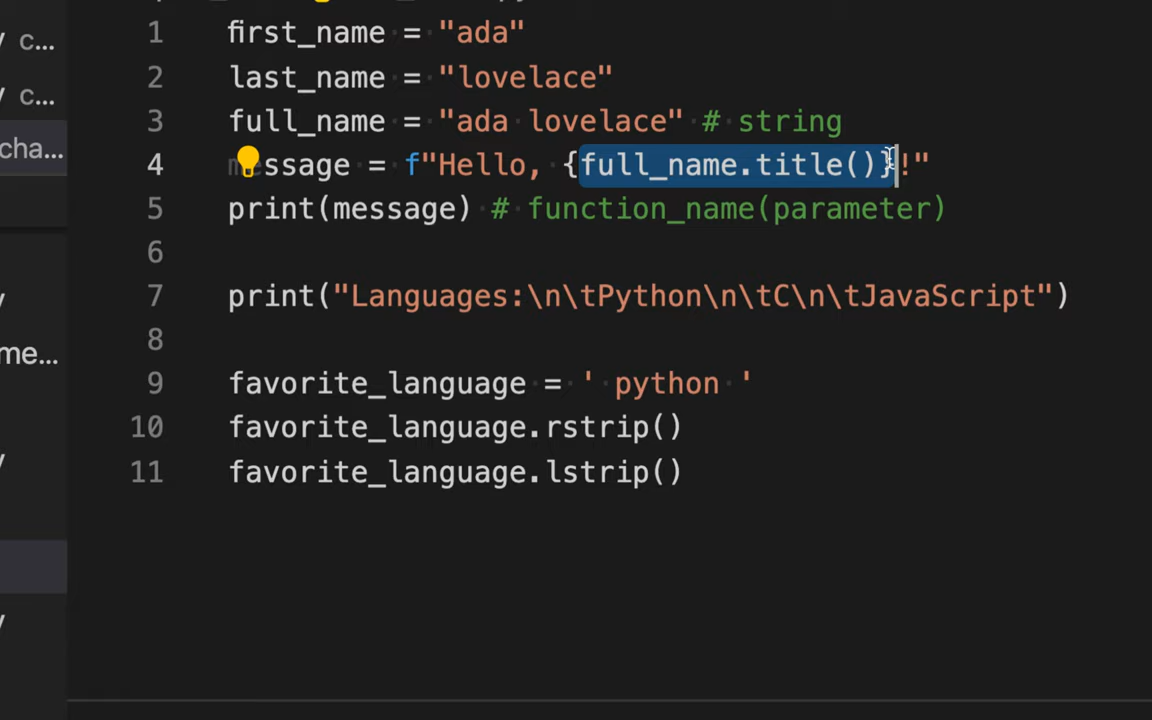 c...
c...
cha...
me...
1 first_name = "ada"
2 last_name = "lovelace"
3 full_name = "ada lovelace" # string
4 message = f"Hello, {full_name.title()}!"
5 print(message) # function_name(parameter)
6
7 print("Languages:\n\tPython\n\tC\n\tJavaScript")
8
9 favorite_language = ' python '
10 favorite_language.rstrip()
11 favorite_language.lstrip()